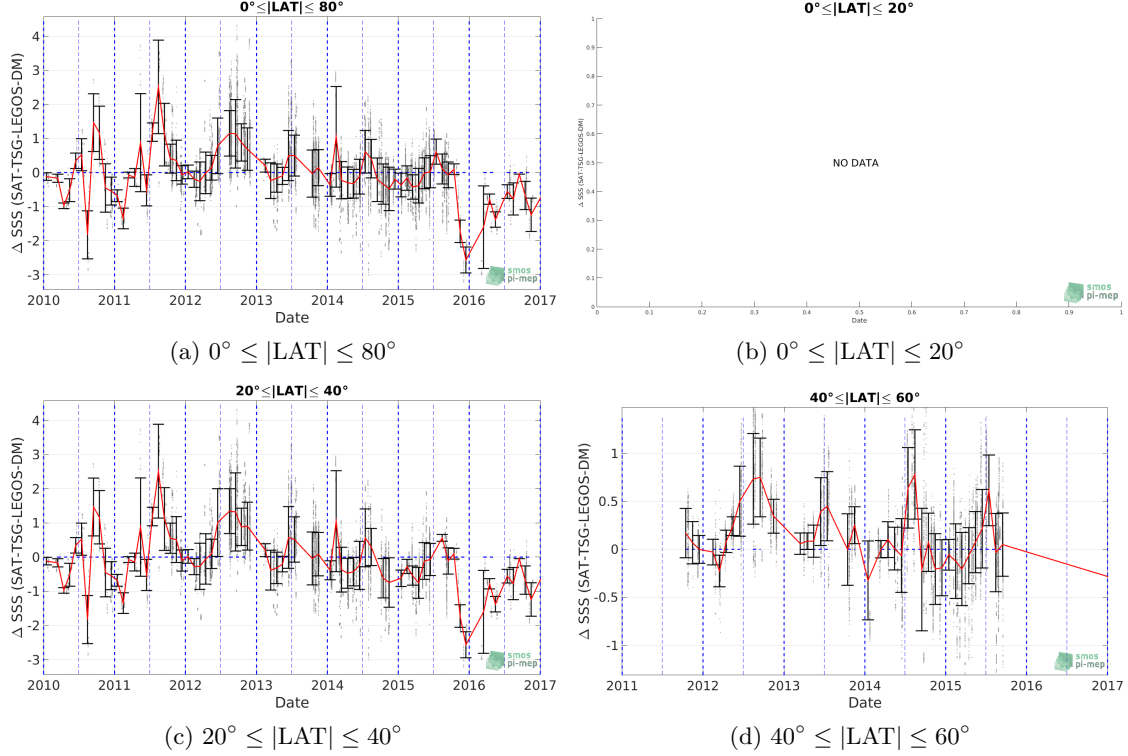 0°≤|LAT|≤ 80°
Δ SSS (SAT-TSG-LEGOS-DM)
4
3
2
1
0
-1
-2
-3
2010 2011 2012 2013 2014 2015 2016 2017
Date
smos
pi-mep
(a) 0° ≤ |LAT| ≤ 80°
0°≤|LAT|≤ 20°
Δ SSS (SAT-TSG-LEGOS-DM)
1
0.9
0.8
0.7
0.6
0.5
0.4
0.3
0.2
0.1
0
NO DATA
0 0.1 0.2 0.3 0.4 0.5 0.6 0.7 0.8 0.9 1
Date
smos
pi-mep
(b) 0° ≤ |LAT| ≤ 20°
20°≤|LAT|≤ 40°
Δ SSS (SAT-TSG-LEGOS-DM)
4
3
2
1
0
-1
-2
-3
2010 2011 2012 2013 2014 2015 2016 2017
Date
smos
pi-mep
(c) 20° ≤ |LAT| ≤ 40°
40°≤|LAT|≤ 60°
Δ SSS (SAT-TSG-LEGOS-DM)
1
0.5
0
-0.5
-1
2011 2012 2013 2014 2015 2016 2017
Date
smos
pi-mep
(d) 40° ≤ |LAT| ≤ 60°